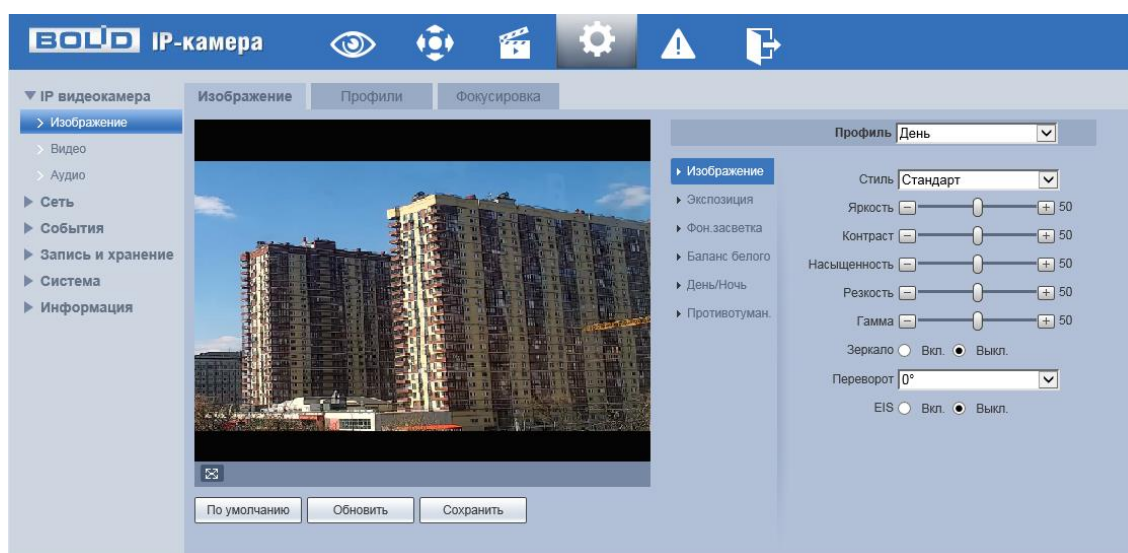 BOLID IP-камера
IP видеокамера
Изображение
Видео
Аудио
Сеть
События
Запись и хранение
Система
Информация
Изображение Профили Фокусировка
По умолчанию Обновить Сохранить
Профиль День
Изображение
Экспозиция
Фон.засветка
Баланс белого
День/Ночь
Противотуман.
Стиль Стандарт
Яркость 50
Контраст 50
Насыщенность 50
Резкость 50
Гамма 50
Зеркало Вкл. Выкл.
Переворот 0°
EIS Вкл. Выкл.